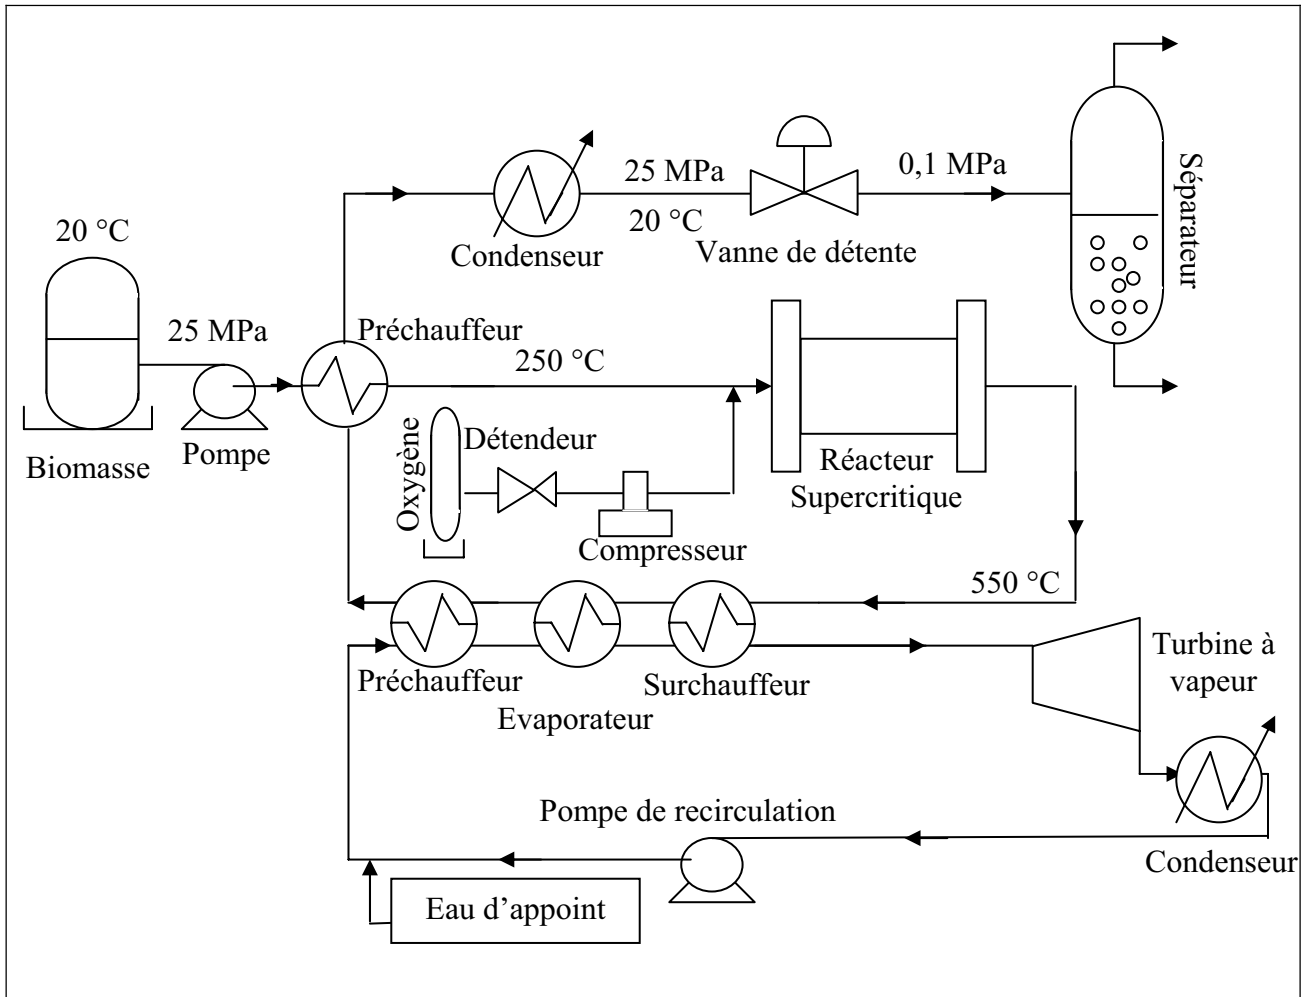 25 MPa
0,1 MPa
20 °C
Condenseur
Vanne de détente
Séparateur
20 °C
25 MPa
Préchauffeur
250 °C
Biomasse
Pompe
Oxygène
Détendeur
Compresseur
Réacteur
Supercritique
550 °C
Préchauffeur
Evaporateur
Surchauffeur
Turbine à
vapeur
Pompe de recirculation
Condenseur
Eau d’appoint